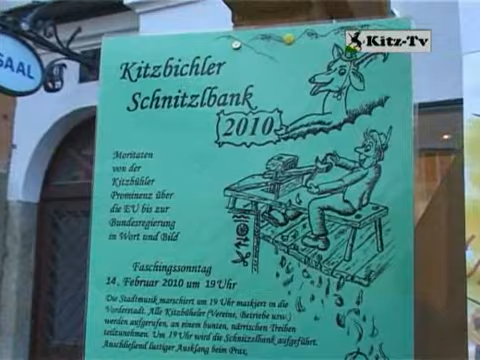 SAAL
Kitz-Tv
Kitzbichler
Schnitzlbank
2010
Moritaten
von der
Kitzbühler
Prominenz über
die EU bis zur
Bundesregierung
in Wort und Bild
Faschingssonntag
14. Februar 2010 um 19 Uhr
Die Stadtmusik marschiert um 19 Uhr maskiert in die
Vorderstadt. Alle Kitzbüheler (Vereine, Betriebe usw.)
werden aufgerufen, an einem bunten, närrischen Treiben
teilzunehmen. Um 19 Uhr wird die Schnitzlbank aufgeführt.
Anschließend lustiger Ausklang beim Praxs.